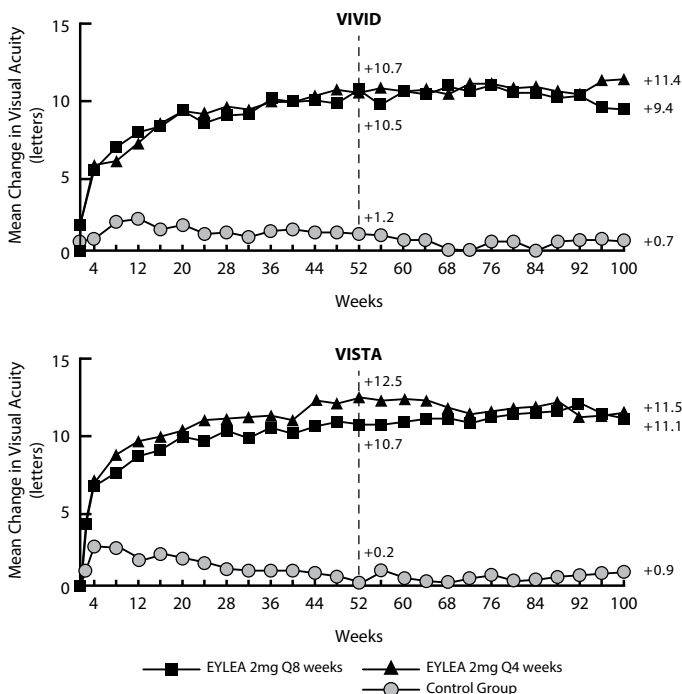 VIVID
Mean Change in Visual Acuity
(letters)
15
10
5
0
+10.7
+10.5
+1.2
+11.4
+9.4
+0.7
4 12 20 28 36 44 52 60 68 76 84 92 100
Weeks
VISTA
Mean Change in Visual Acuity
(letters)
15
10
5
0
+12.5
+10.7
+0.2
+11.5
+11.1
+0.9
4 12 20 28 36 44 52 60 68 76 84 92 100
Weeks
EYLEA 2mg Q8 weeks EYLEA 2mg Q4 weeks
Control Group